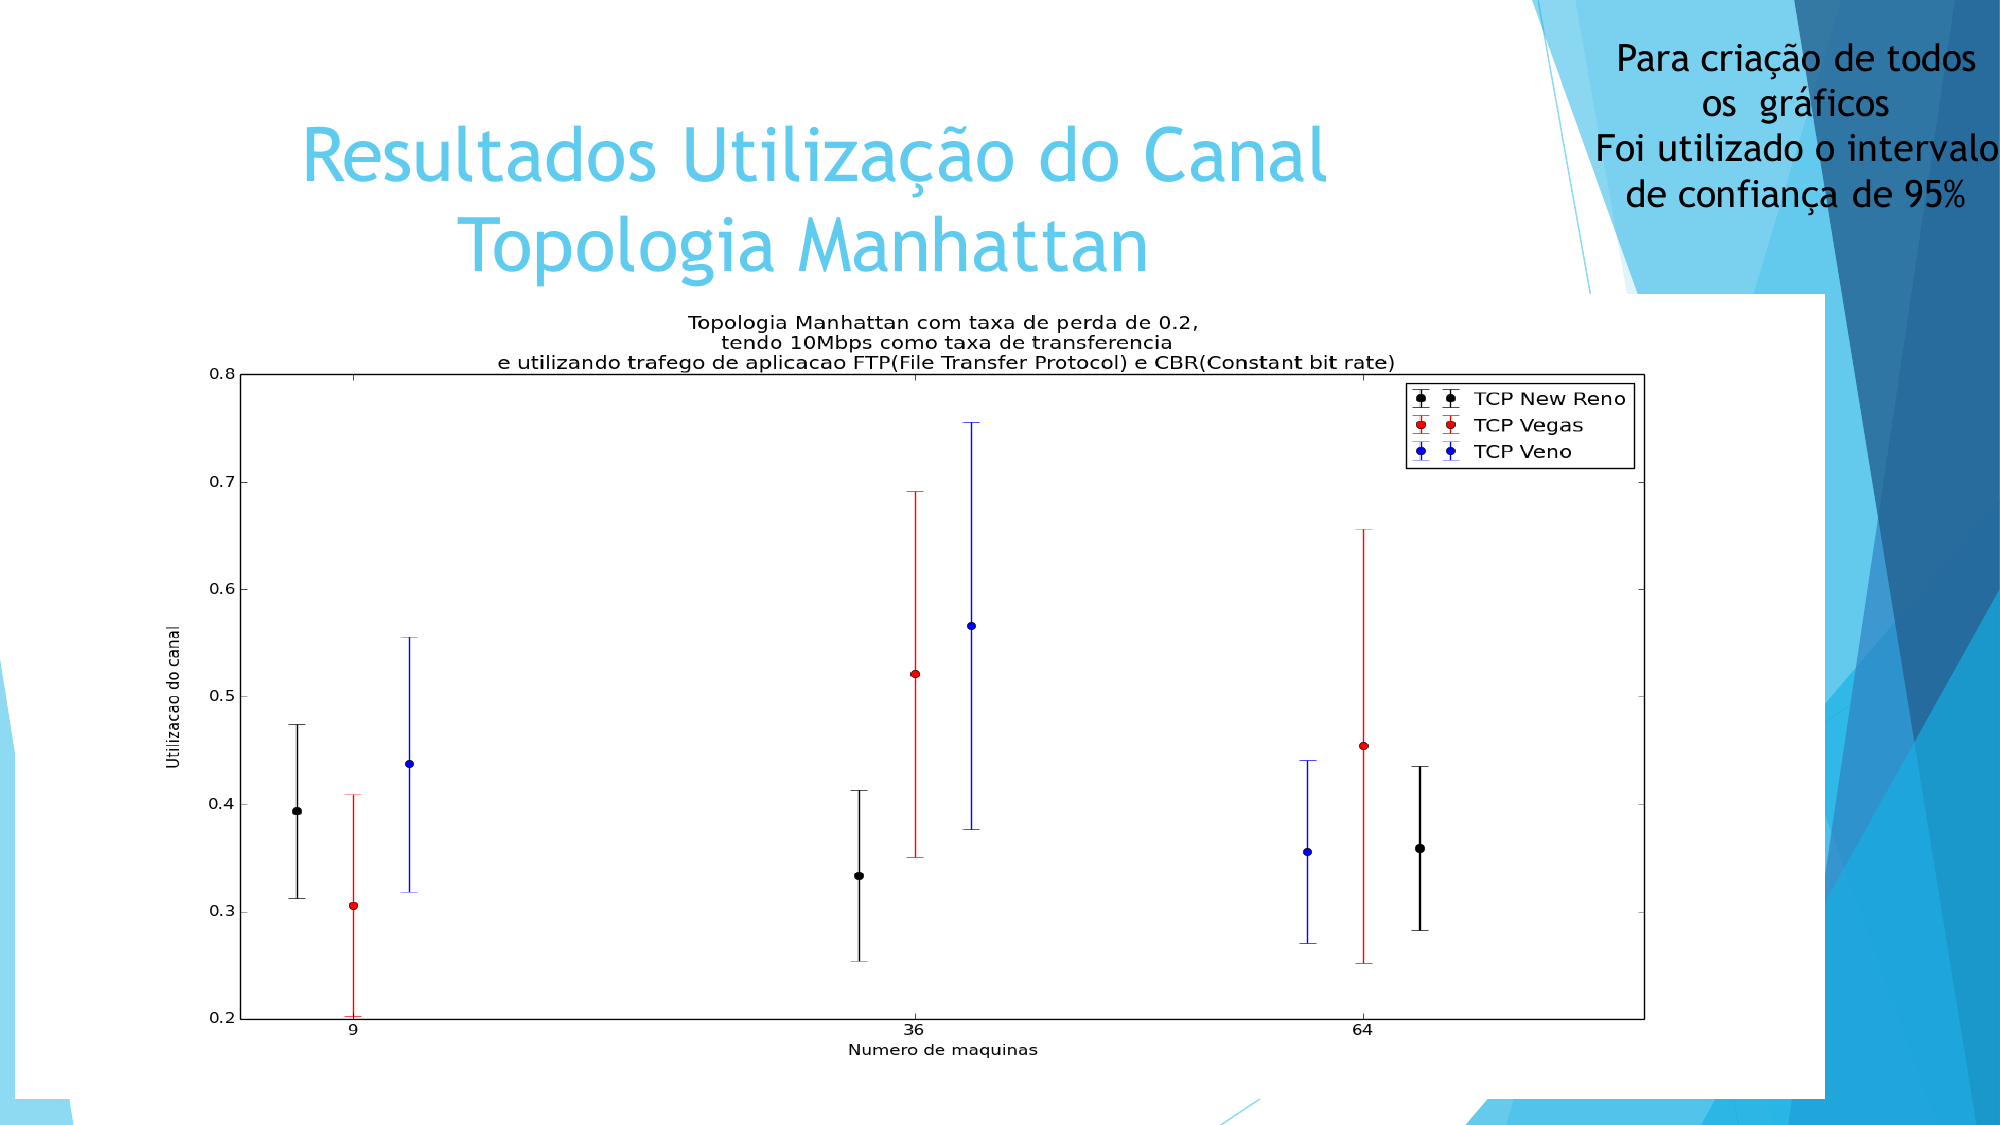 Para criação de todos
os gráficos
Foi utilizado o intervalo
de confiança de 95%
Resultados Utilização do Canal
Topologia Manhattan
Topologia Manhattan com taxa de perda de 0.2,
tendo 10Mbps como taxa de transferencia
e utilizando trafego de aplicacao FTP(File Transfer Protocol) e CBR(Constant bit rate)
TCP New Reno
TCP Vegas
TCP Veno
0.8
0.7
0.6
0.5
0.4
0.3
0.2
Utilizacao do canal
9 36 64
Numero de maquinas